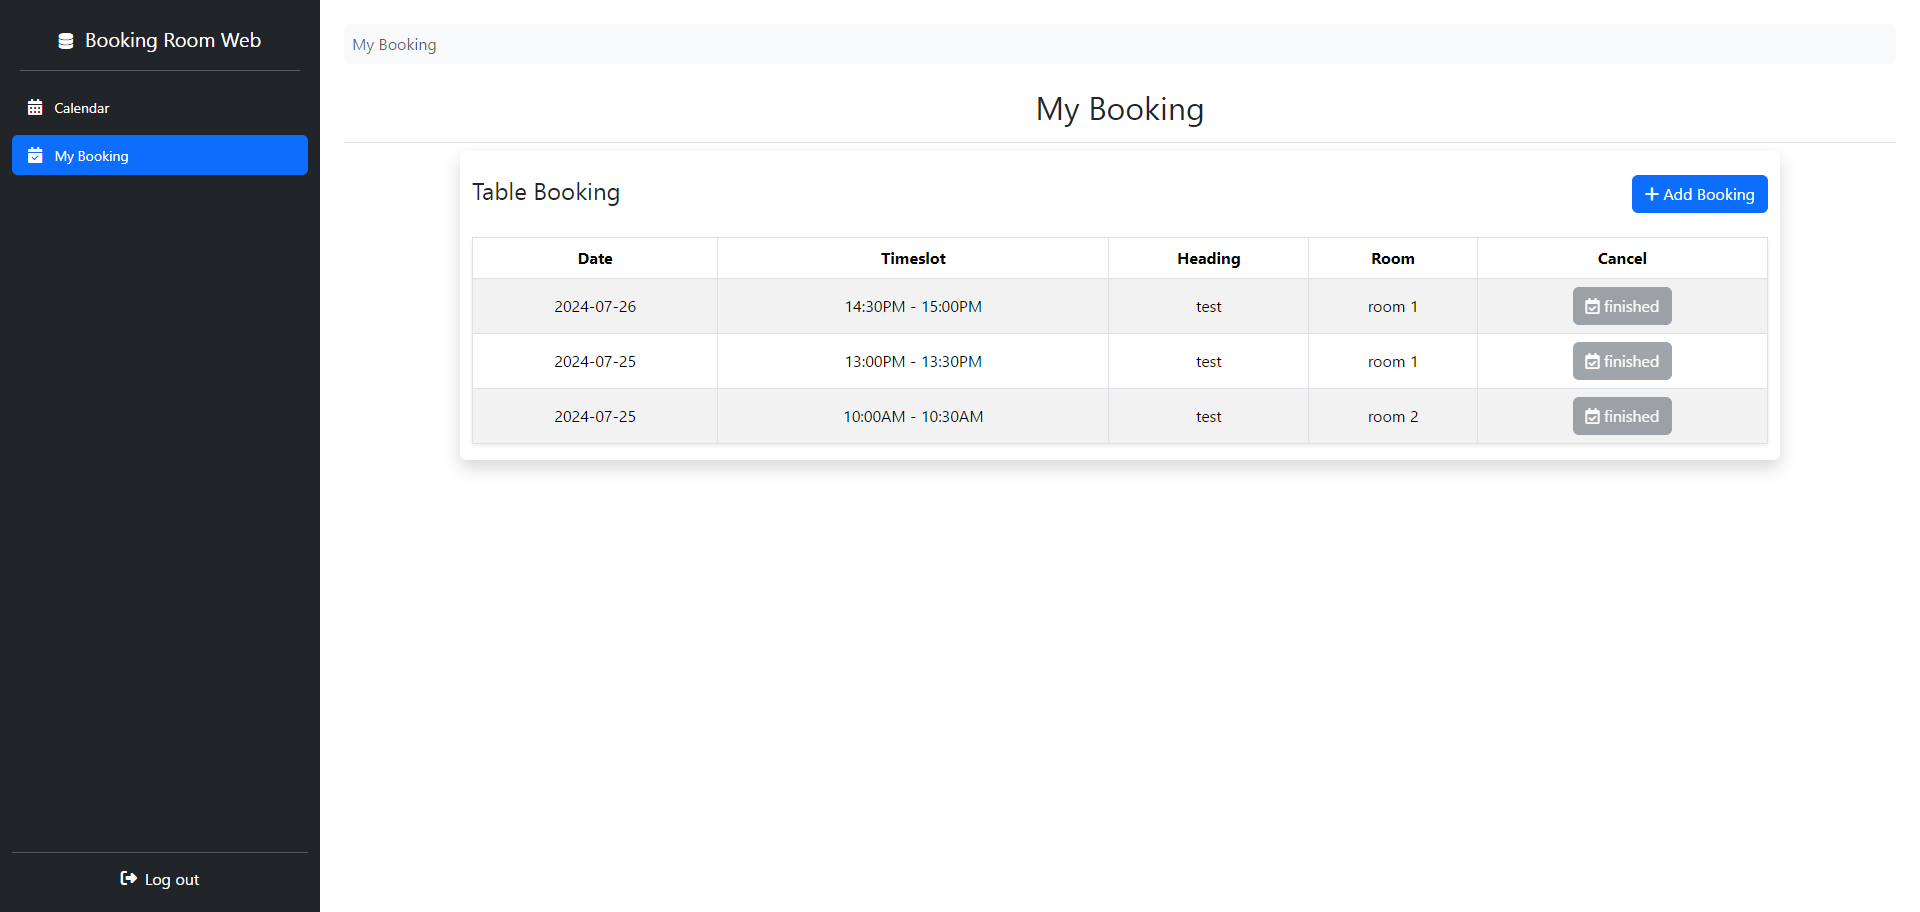 Booking Room Web
Calendar
My Booking
Log out
My Booking
My Booking
Table Booking
Add Booking
Date Timeslot Heading Room Cancel
2024-07-26 14:30PM - 15:00PM test room 1 finished
2024-07-25 13:00PM - 13:30PM test room 1 finished
2024-07-25 10:00AM - 10:30AM test room 2 finished